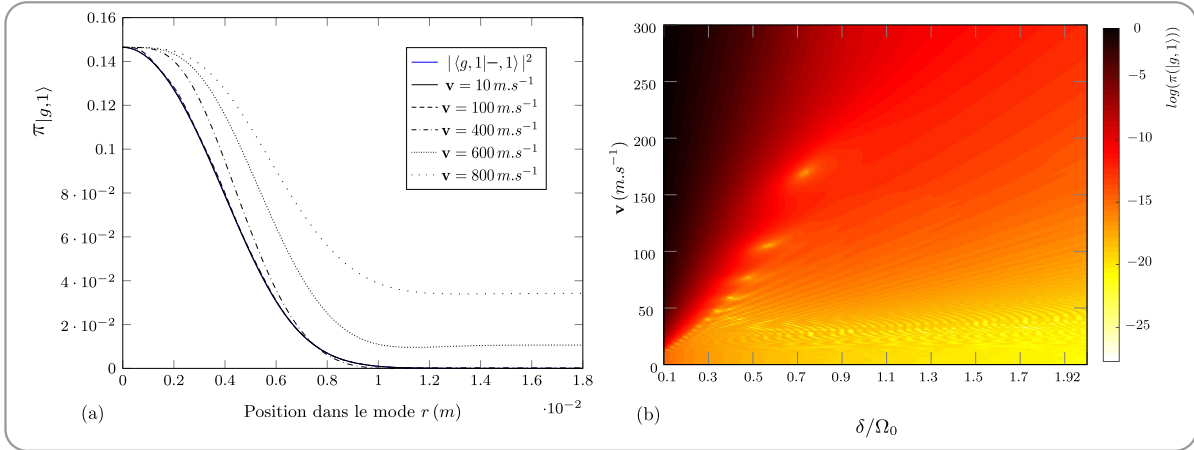 0.16
0.14
0.12
0.1
8 · 10⁻²
6 · 10⁻²
4 · 10⁻²
2 · 10⁻²
0
π|g,1⟩
| ⟨g, 1|−, 1⟩ |²
v = 10 m.s⁻¹
v = 100 m.s⁻¹
v = 400 m.s⁻¹
v = 600 m.s⁻¹
v = 800 m.s⁻¹
0 0.2 0.4 0.6 0.8 1 1.2 1.4 1.6 1.8
·10⁻²
Position dans le mode r (m)
(a)
300
250
200
150
100
50
0
v (m.s⁻¹)
0.1 0.3 0.5 0.7 0.9 1.1 1.3 1.5 1.7 1.92
δ/Ω₀
(b)
0
−5
−10
−15
−20
−25
log(π(|g, 1⟩))